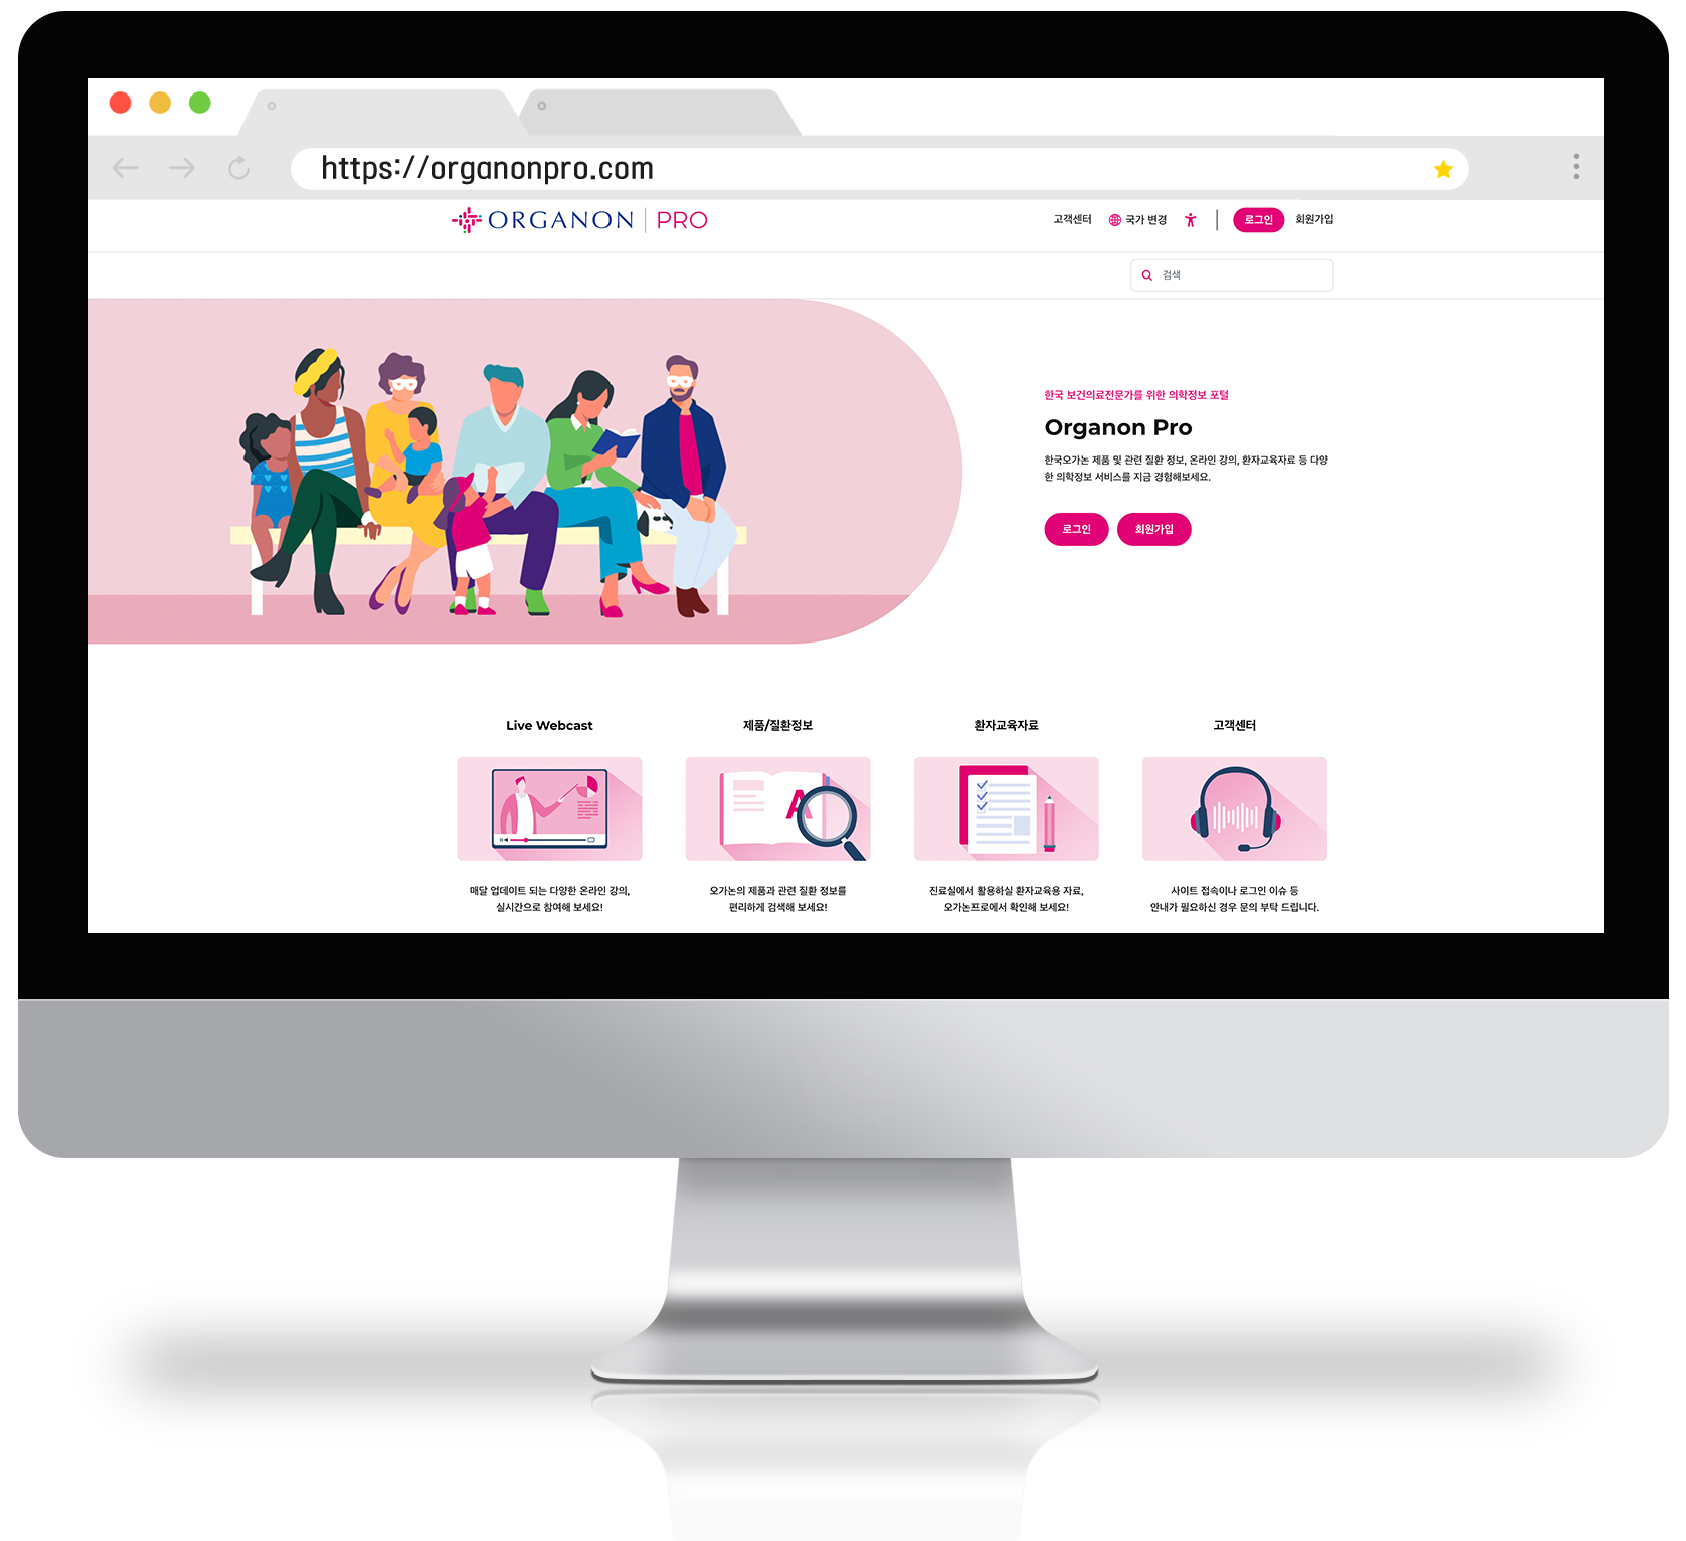 https://organonpro.com
ORGANON PRO
고객센터 국가 변경 로그인 회원가입
검색
한국 보건의료전문가를 위한 의학정보 포털
Organon Pro
한국오가논 제품 및 관련 질환 정보, 온라인 강의, 환자교육자료 등 다양
한 의학정보 서비스를 지금 경험해보세요.
로그인 회원가입
Live Webcast
매달 업데이트 되는 다양한 온라인 강의,
실시간으로 참여해 보세요!
제품/질환정보
A
오가논의 제품과 관련 질환 정보를
편리하게 검색해 보세요!
환자교육자료
진료실에서 활용하실 환자교육용 자료,
오가논프로에서 확인해 보세요!
고객센터
사이트 접속이나 로그인 이슈 등
안내가 필요하신 경우 문의 부탁 드립니다.